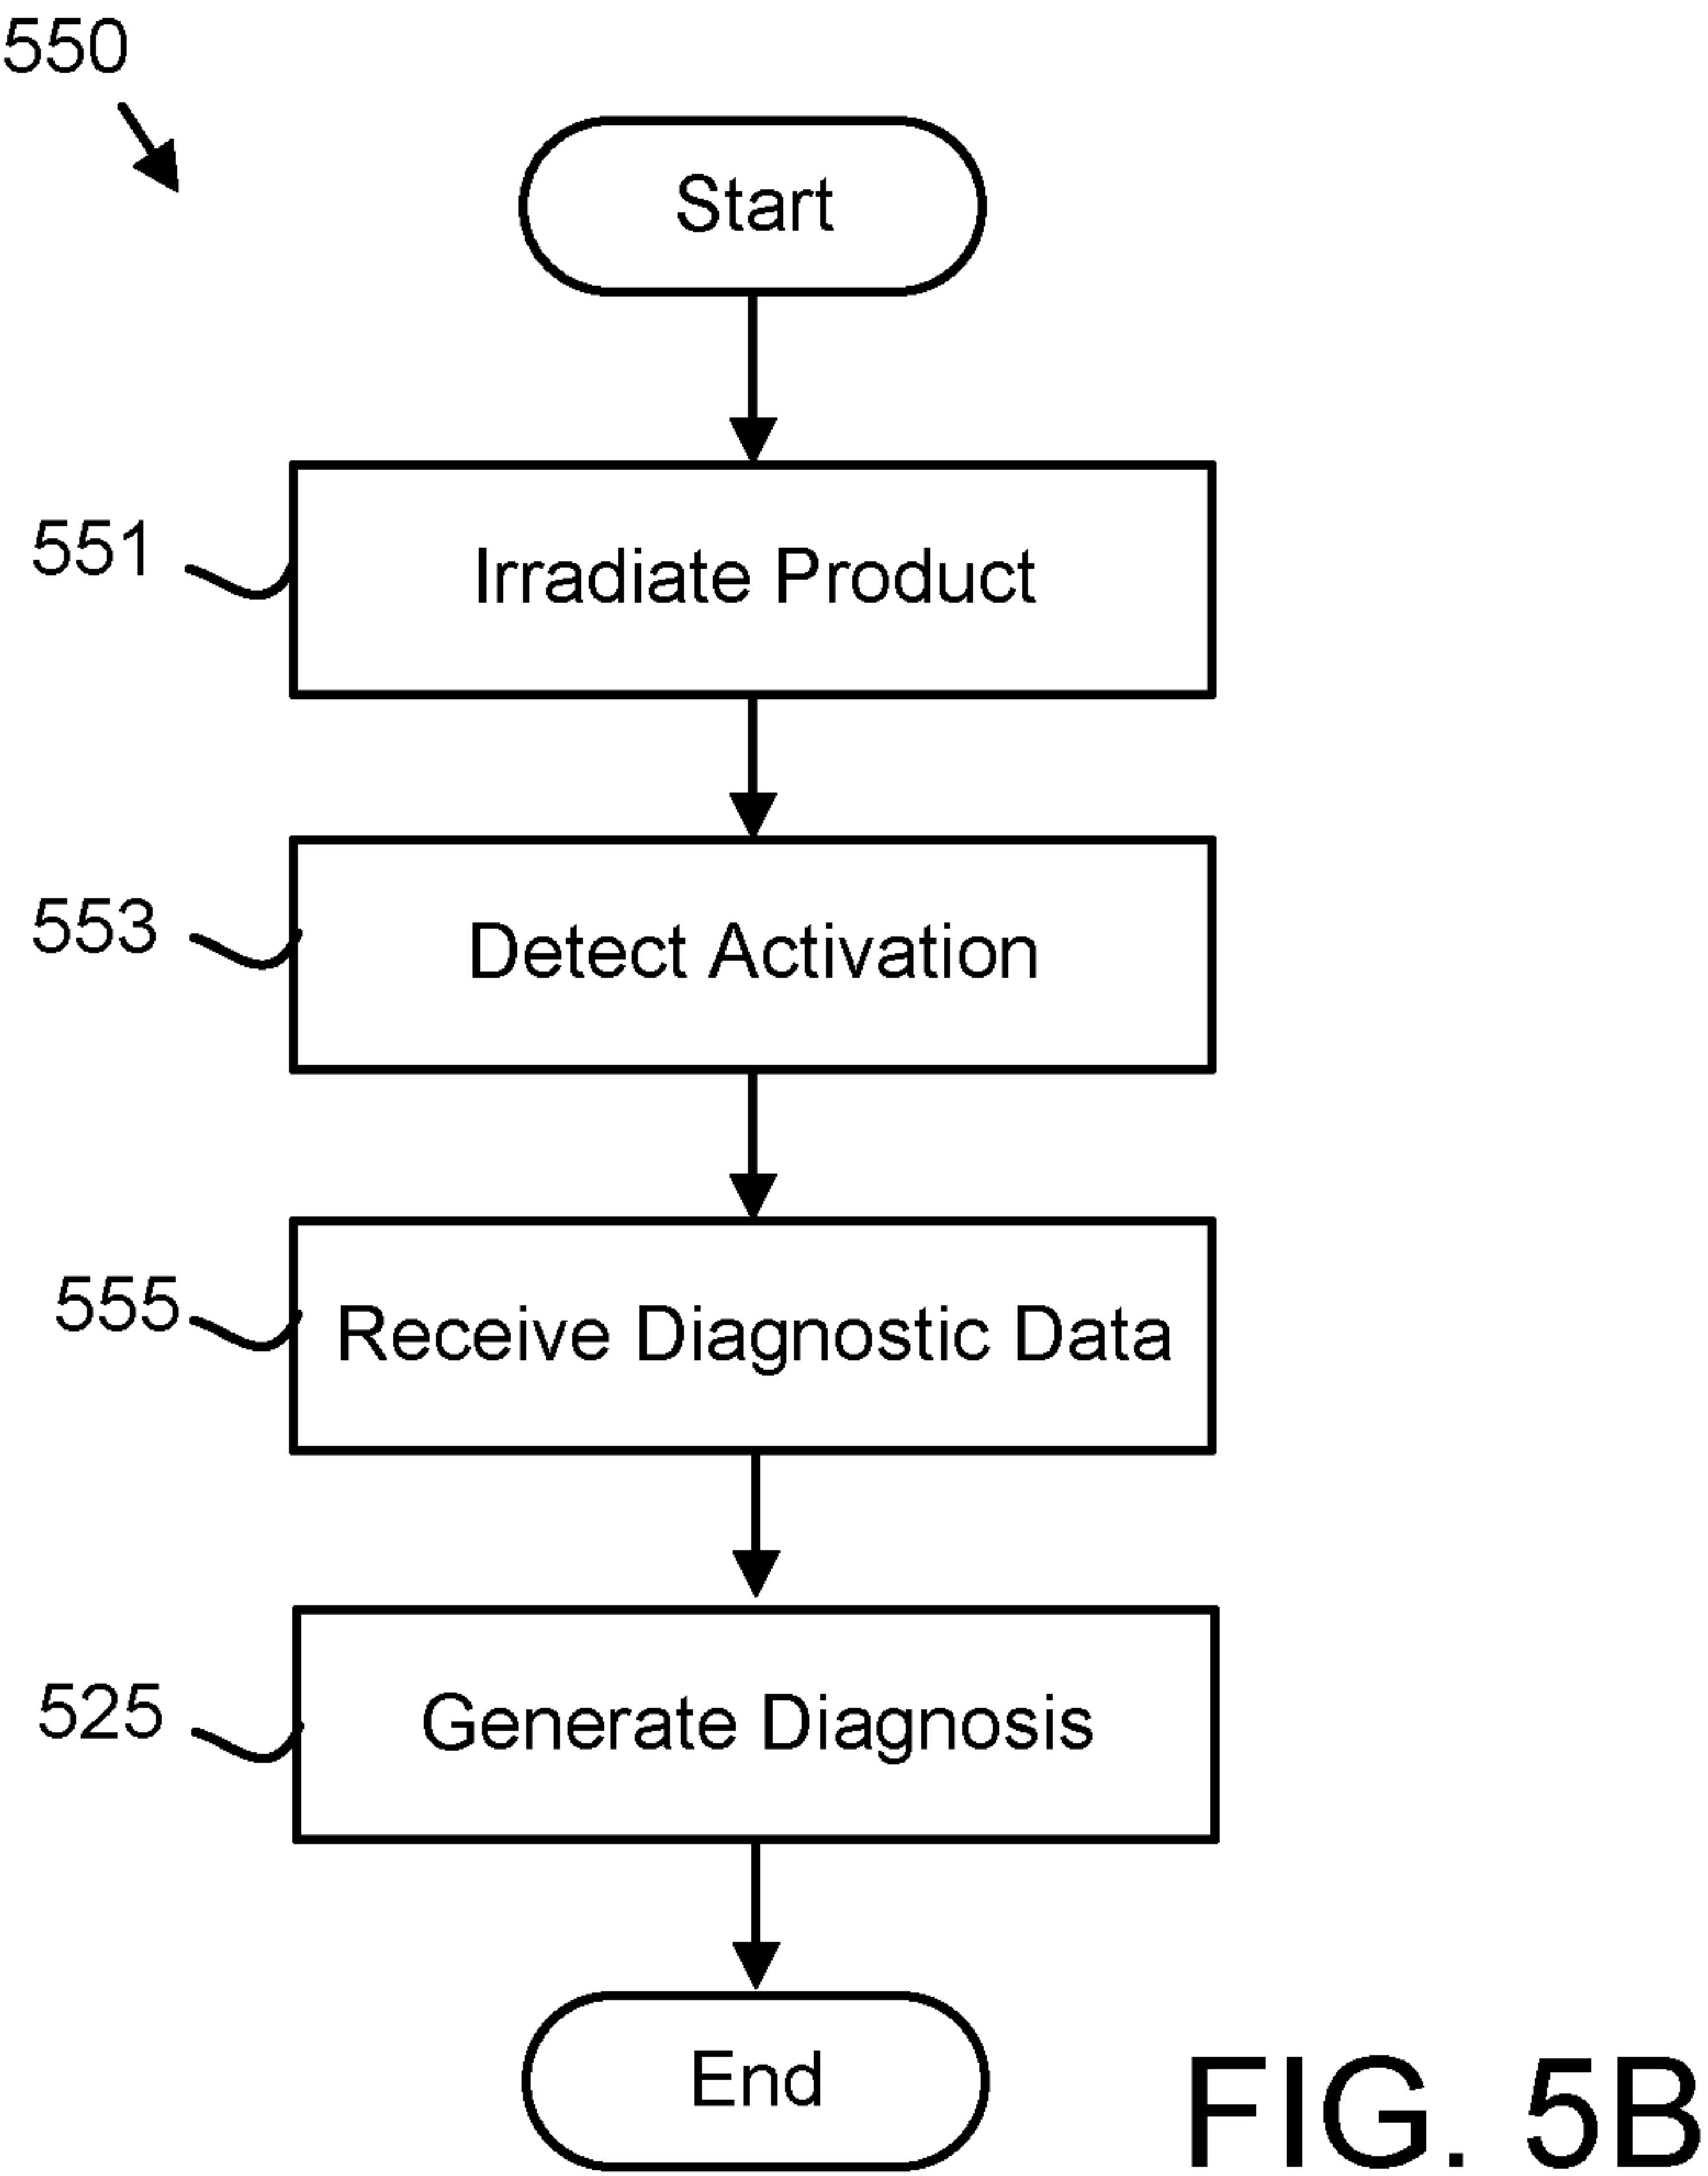 550
Start
551
Irradiate Product
553
Detect Activation
555
Receive Diagnostic Data
525
Generate Diagnosis
End
FIG. 5B